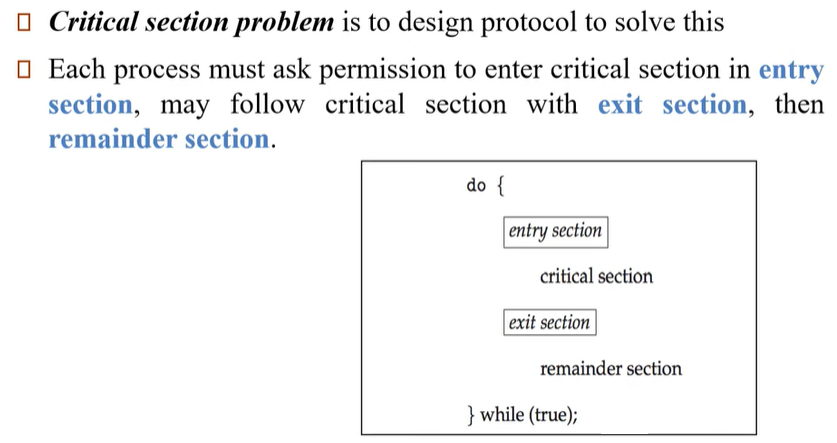 Critical section problem is to design protocol to solve this
Each process must ask permission to enter critical section in entry
section, may follow critical section with exit section, then
remainder section.
do {
entry section
critical section
exit section
remainder section
} while (true);